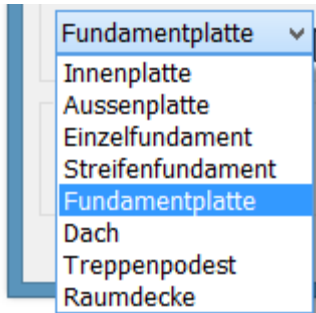 Fundamentplatte
Innenplatte
Aussenplatte
Einzelfundament
Streifenfundament
Fundamentplatte
Dach
Treppenpodest
Raumdecke